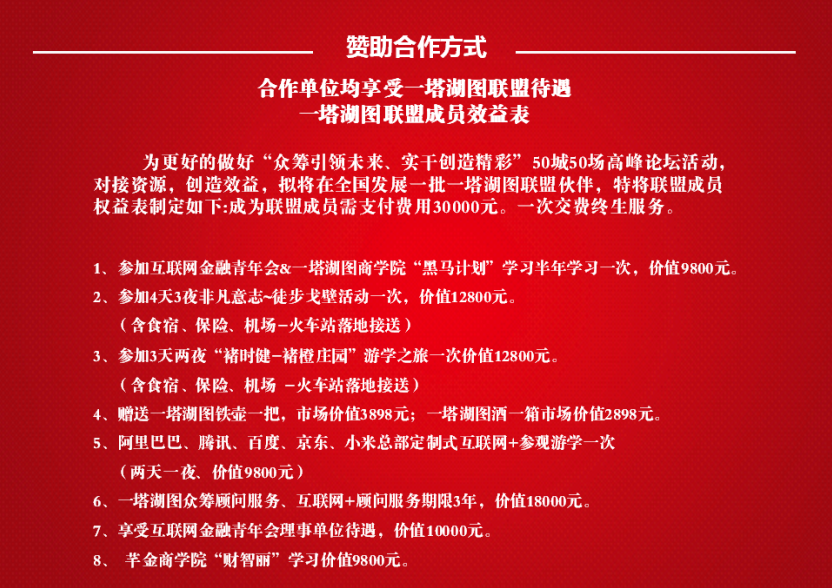 赞助合作方式
合作单位均享受一塔湖图联盟待遇
一塔湖图联盟成员效益表
为更好的做好“众筹引领未来、实干创造精彩”50城50场高峰论坛活动，
对接资源，创造效益，拟将在全国发展一批一塔湖图联盟伙伴，特将联盟成员
权益表制定如下:成为联盟成员需支付费用30000元。一次交费终生服务。
1、参加互联网金融青年会&一塔湖图商学院“黑马计划”学习半年学习一次，价值9800元。
2、参加4天3夜非凡意志~徒步戈壁活动一次，价值12800元。
（含食宿、保险、机场-火车站落地接送）
3、参加3天两夜“褚时健-褚橙庄园”游学之旅一次价值12800元。
（含食宿、保险、机场 -火车站落地接送）
4、赠送一塔湖图铁壶一把，市场价值3898元；一塔湖图酒一箱市场价值2898元。
5、阿里巴巴、腾讯、百度、京东、小米总部定制式互联网+参观游学一次
（两天一夜、价值9800元）
6、一塔湖图众筹顾问服务、互联网+顾问服务期限3年，价值18000元。
7、享受互联网金融青年会理事单位待遇，价值10000元。
8、 芊金商学院“财智丽”学习价值9800元。